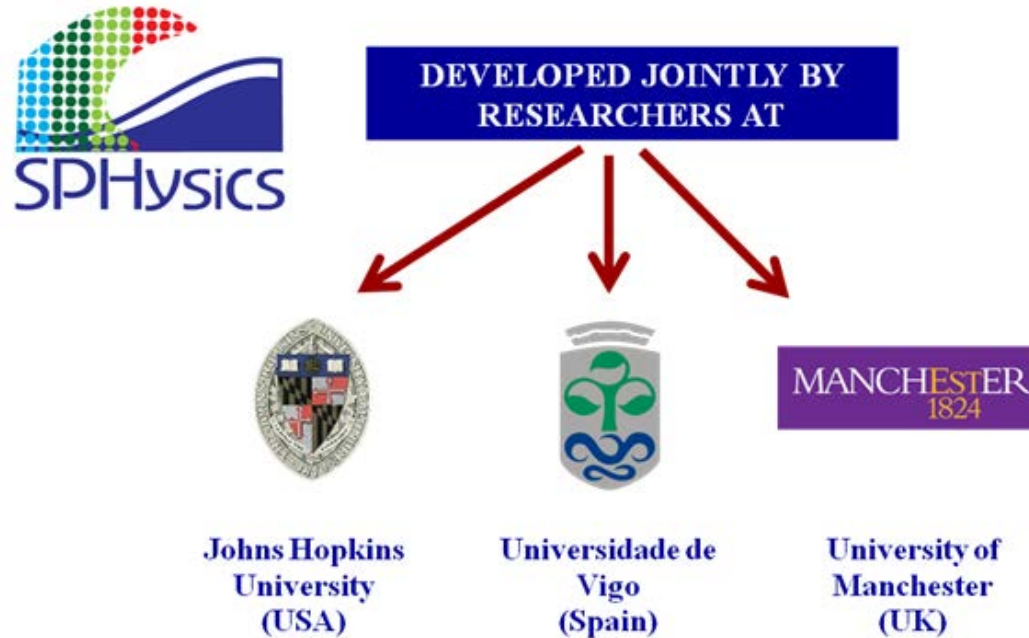 SPHysics
DEVELOPED JOINTLY BY
RESEARCHERS AT
MANCHESTER
1824
Johns Hopkins
University
(USA)
Universidade de
Vigo
(Spain)
University of
Manchester
(UK)